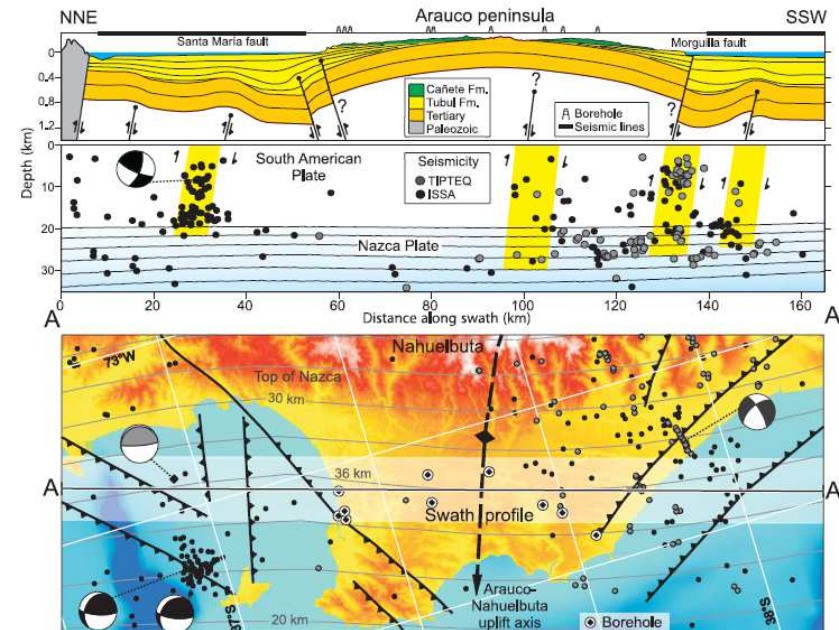 NNE Arauco peninsula SSW
Santa María fault Morguilla fault
0
0.4
0.8
1.2
? ? ?
Cañete Fm.
Tubul Fm.
Tertiary
Paleozoic
Borehole
Seismic lines
Depth (km)
0
10
20
30
South American
Plate
Seismicity
TIPTEQ
ISSA
Nazca Plate
0 20 40 60 80 100 120 140 160
A Distance along swath (km) A
73°W
Nahuelbuta
Top of Nazca
30 km
36 km
A A
Swath profile
Arauco-
Nahuelbuta
uplift axis
37°S
20 km
38°S
Borehole